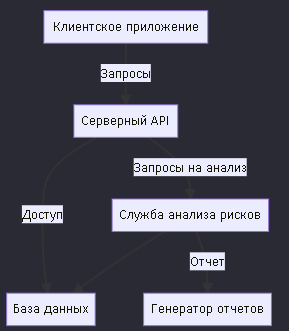 Клиентское приложение
Запросы
Серверный API
Запросы на анализ
Доступ
Служба анализа рисков
Отчет
База данных
Генератор отчетов